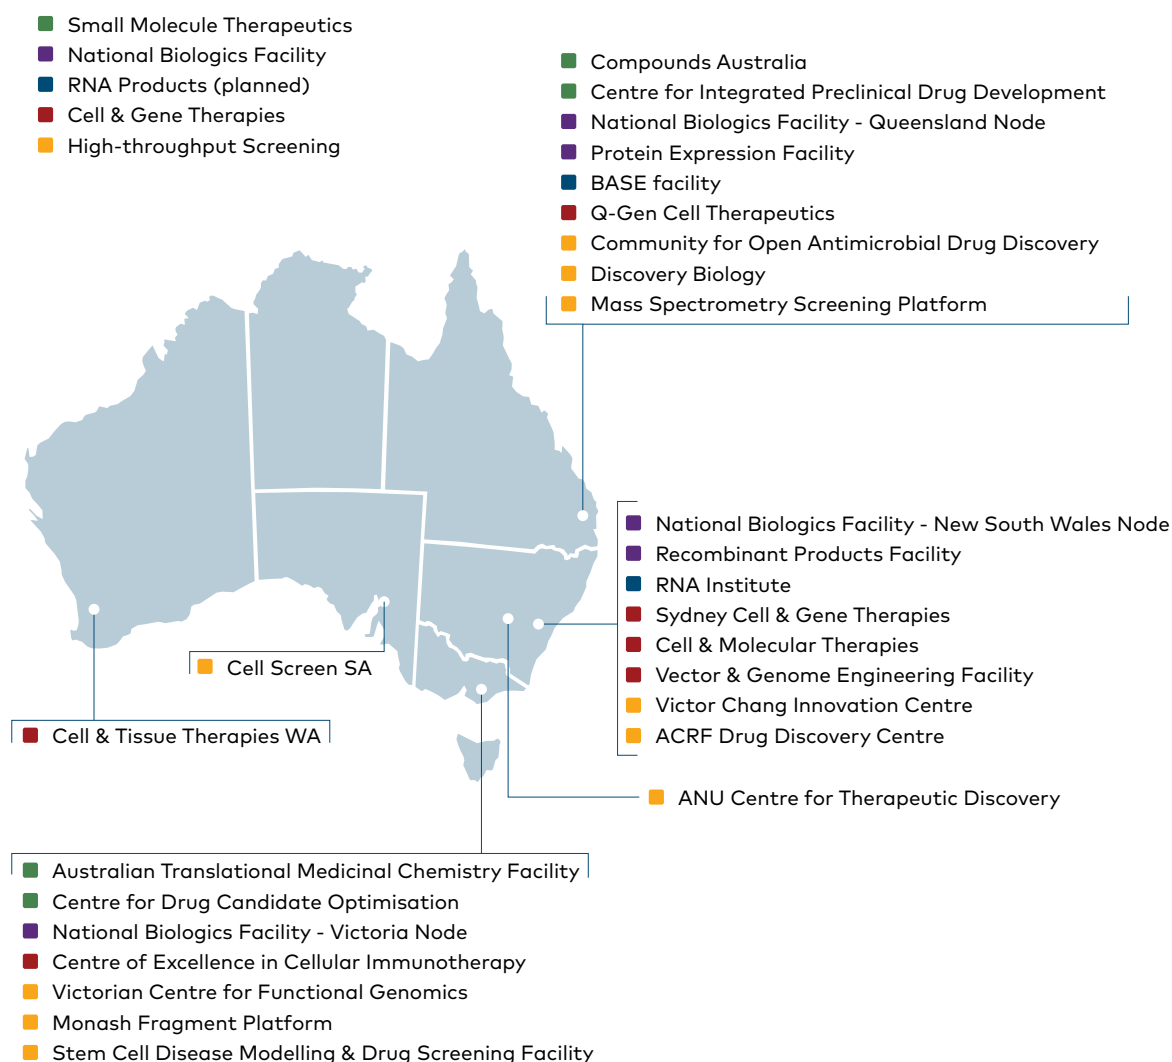 Small Molecule Therapeutics
National Biologics Facility
RNA Products (planned)
Cell & Gene Therapies
High-throughput Screening
Compounds Australia
Centre for Integrated Preclinical Drug Development
National Biologics Facility - Queensland Node
Protein Expression Facility
BASE facility
Q-Gen Cell Therapeutics
Community for Open Antimicrobial Drug Discovery
Discovery Biology
Mass Spectrometry Screening Platform
National Biologics Facility - New South Wales Node
Recombinant Products Facility
RNA Institute
Sydney Cell & Gene Therapies
Cell & Molecular Therapies
Vector & Genome Engineering Facility
Victor Chang Innovation Centre
ACRF Drug Discovery Centre
Cell Screen SA
Cell & Tissue Therapies WA
ANU Centre for Therapeutic Discovery
Australian Translational Medicinal Chemistry Facility
Centre for Drug Candidate Optimisation
National Biologics Facility - Victoria Node
Centre of Excellence in Cellular Immunotherapy
Victorian Centre for Functional Genomics
Monash Fragment Platform
Stem Cell Disease Modelling & Drug Screening Facility